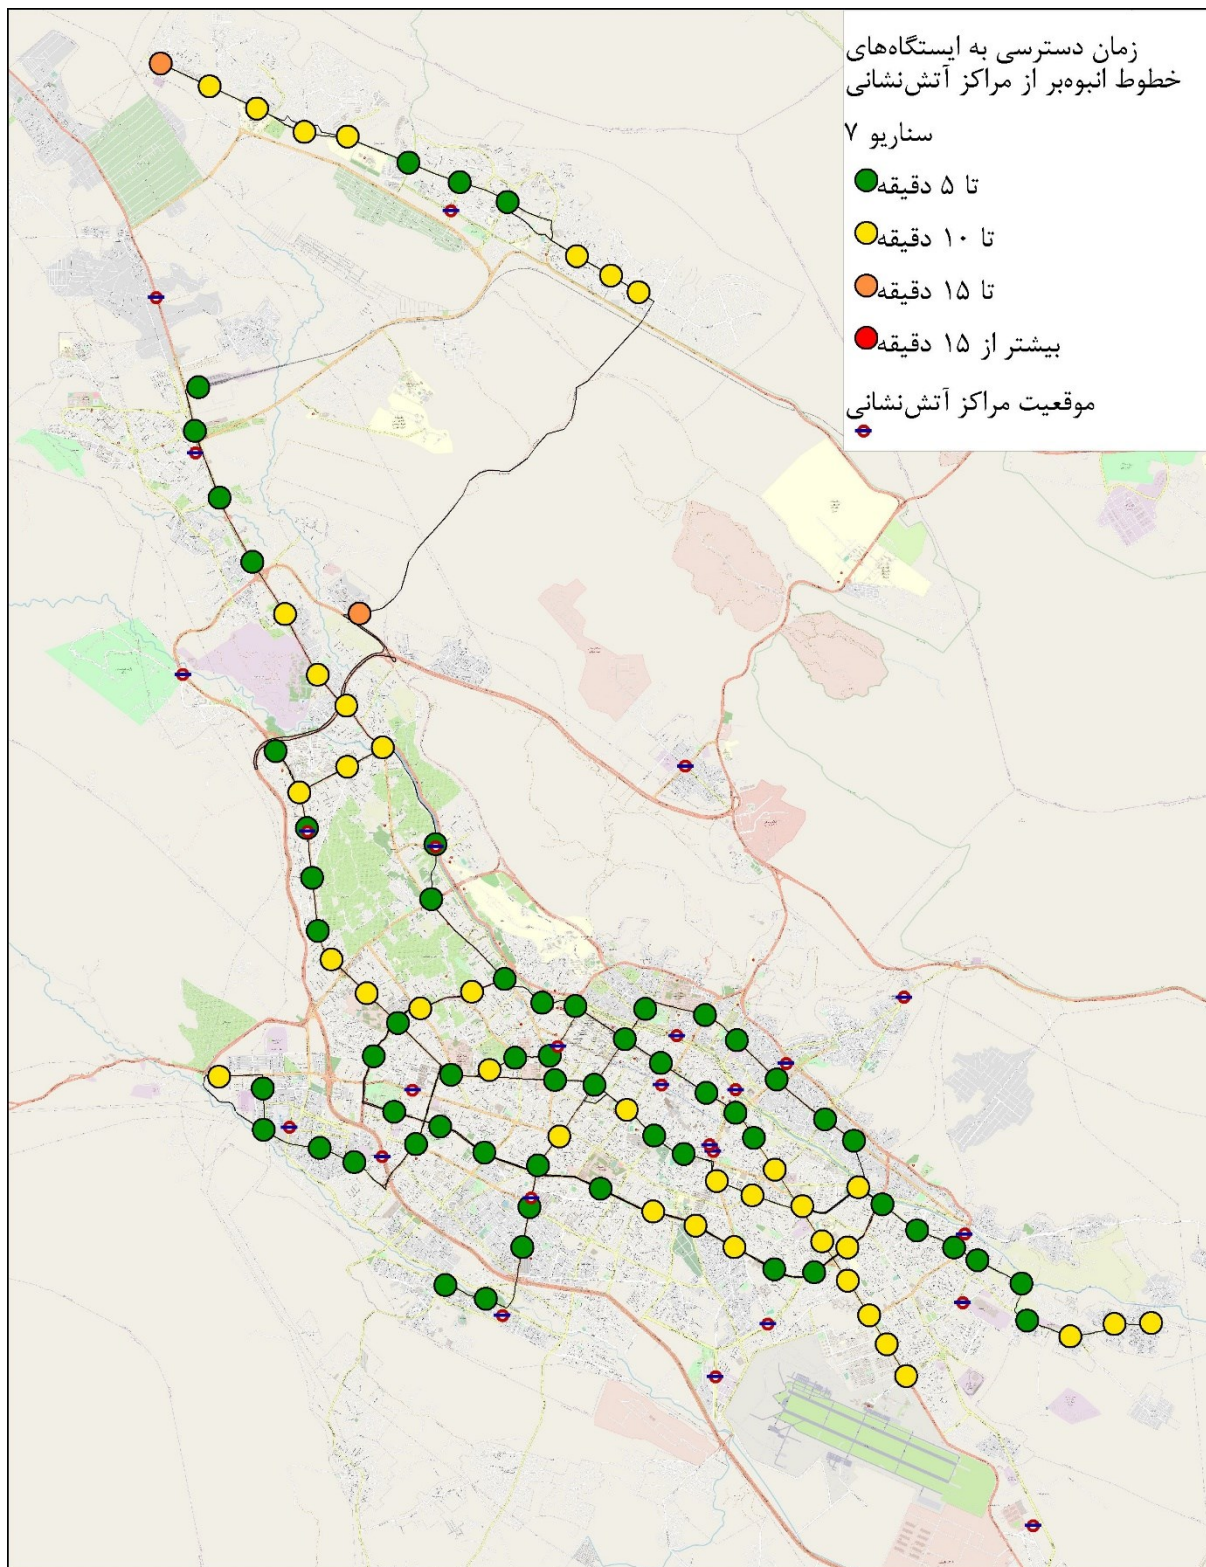 زمان دسترسی به ایستگاه‌های
خطوط انبوه‌بر از مراکز آتش‌نشانی
سناریو ۷
تا ۵ دقیقه
تا ۱۰ دقیقه
تا ۱۵ دقیقه
بیشتر از ۱۵ دقیقه
موقعیت مراکز آتش‌نشانی